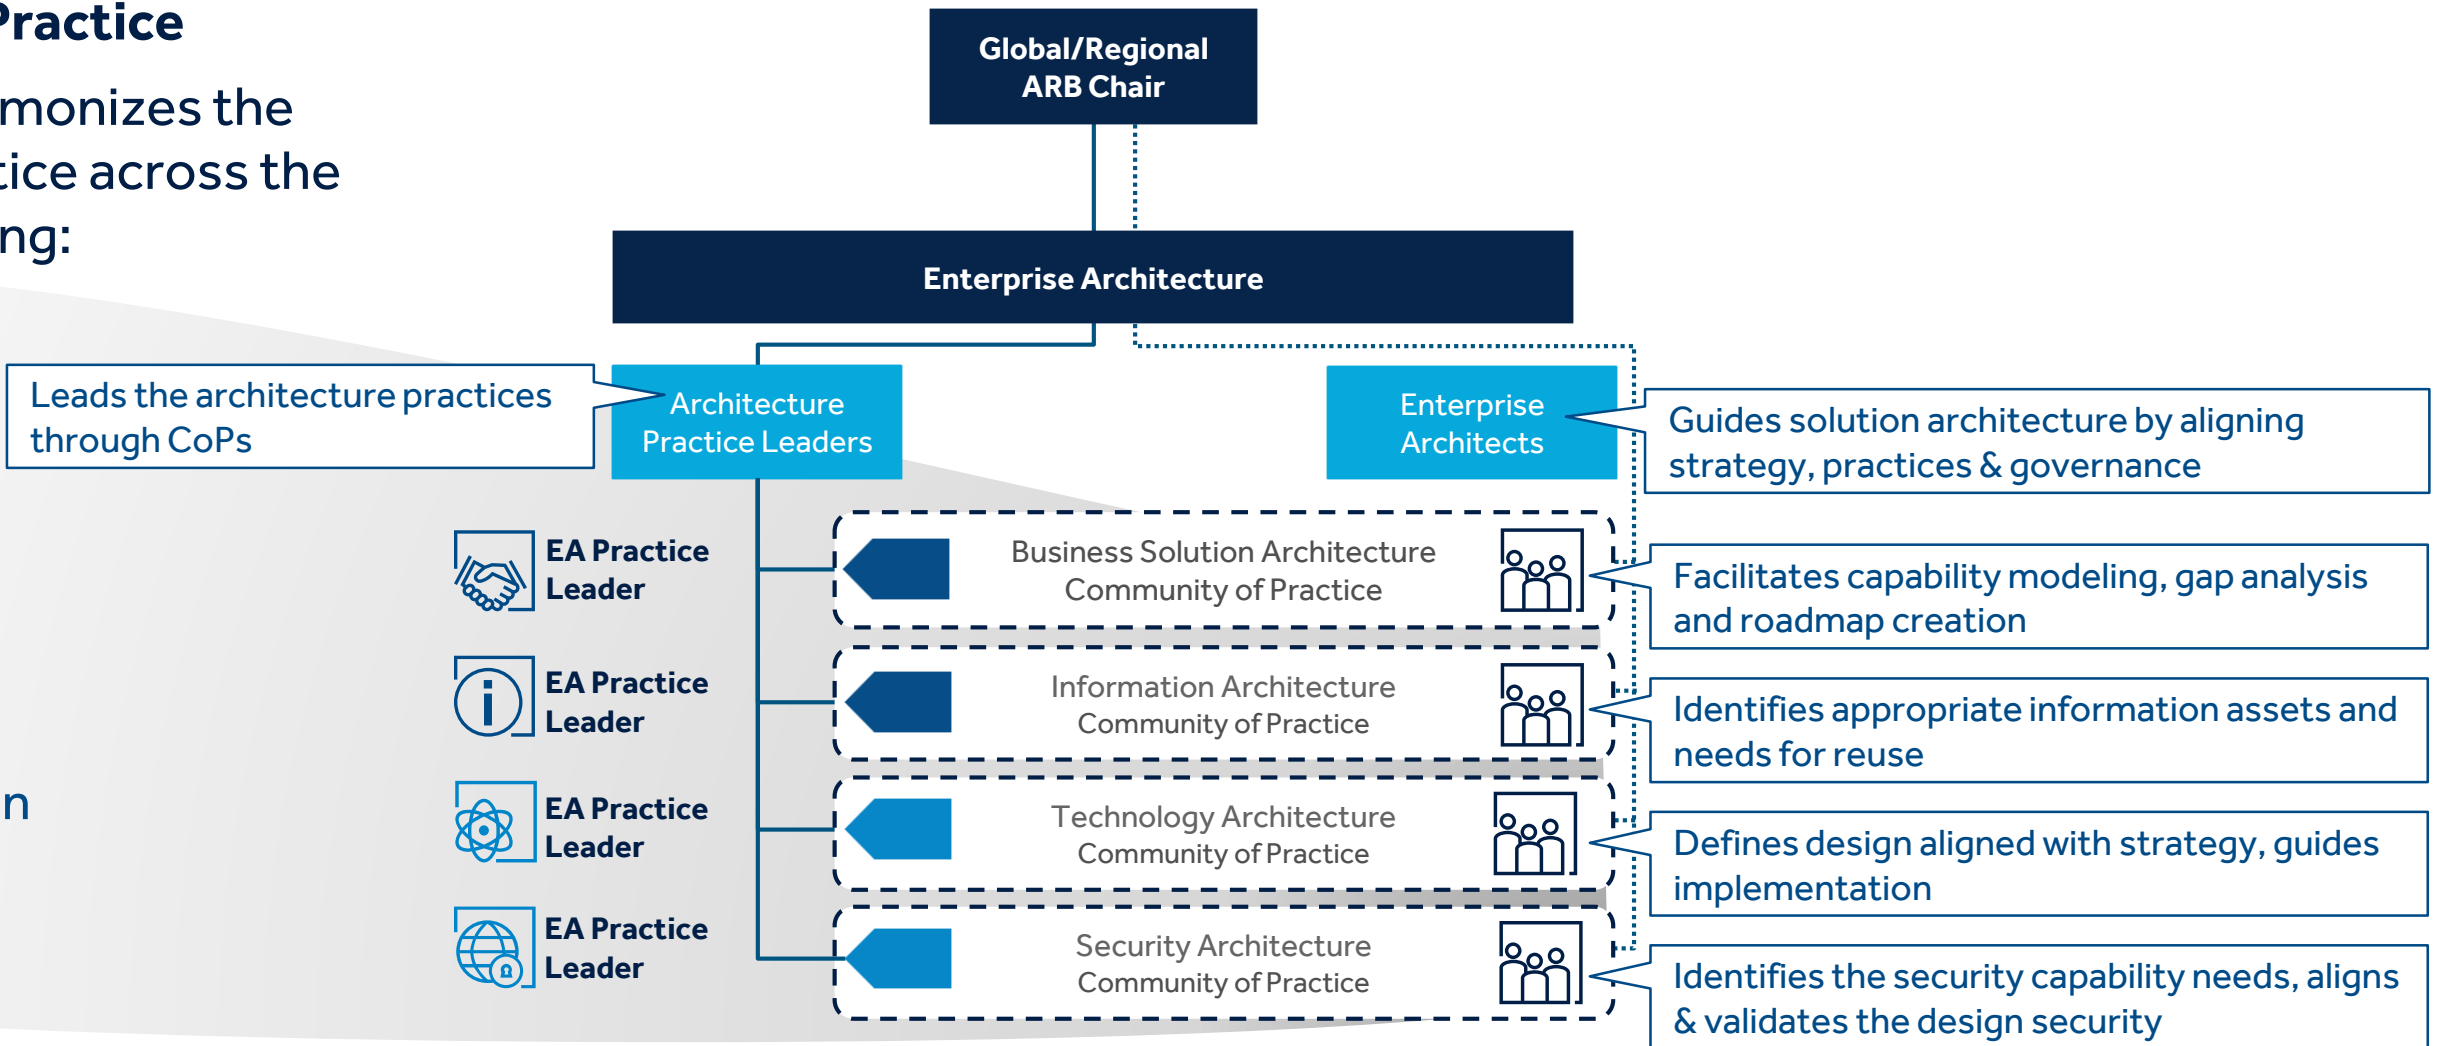 Practice
monizes the
tice across the
ng:
n
Global/Regional
ARB Chair
Enterprise Architecture
Leads the architecture practices
through CoPs
Architecture
Practice Leaders
Enterprise
Architects
Guides solution architecture by aligning
strategy, practices & governance
EA Practice
Leader
Business Solution Architecture
Community of Practice
Facilitates capability modeling, gap analysis
and roadmap creation
EA Practice
Leader
Information Architecture
Community of Practice
Identifies appropriate information assets and
needs for reuse
EA Practice
Leader
Technology Architecture
Community of Practice
Defines design aligned with strategy, guides
implementation
EA Practice
Leader
Security Architecture
Community of Practice
Identifies the security capability needs, aligns
& validates the design security